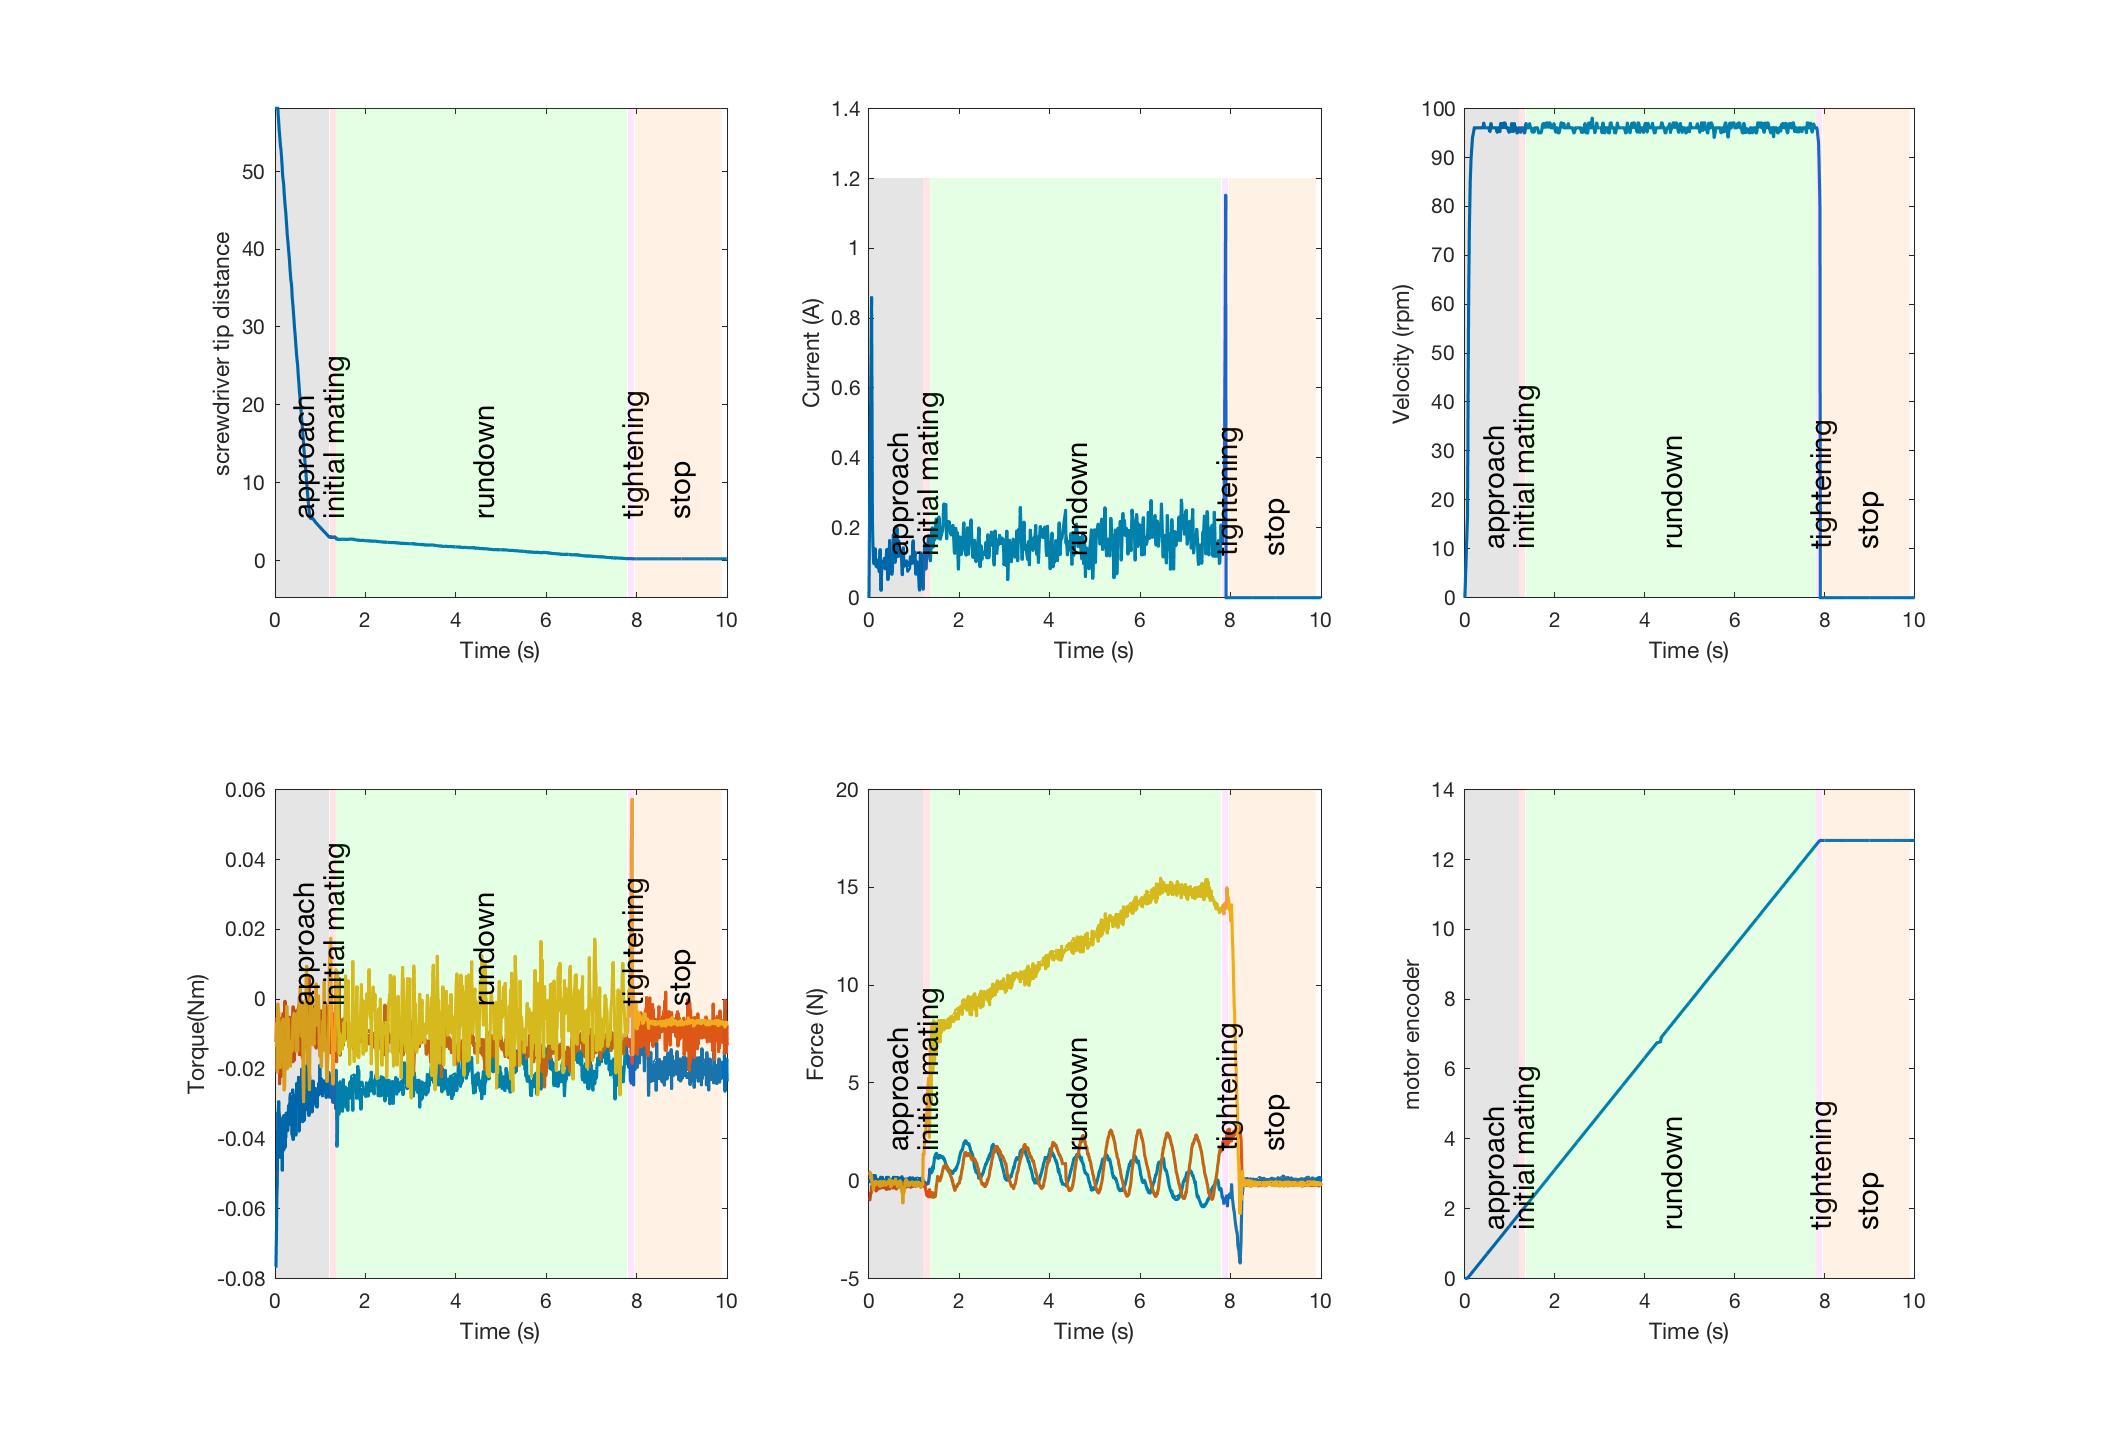 screwdriver tip distance
50
40
30
20
10
0
approach
initial mating
rundown
tightening
stop
0 2 4 6 8 10
Time (s)
Current (A)
1.4
1.2
1
0.8
0.6
0.4
0.2
0
approach
initial mating
rundown
tightening
stop
0 2 4 6 8 10
Time (s)
Velocity (rpm)
100
90
80
70
60
50
40
30
20
10
0
approach
initial mating
rundown
tightening
stop
0 2 4 6 8 10
Time (s)
Torque(Nm)
0.06
0.04
0.02
0
-0.02
-0.04
-0.06
-0.08
approach
initial mating
rundown
tightening
stop
0 2 4 6 8 10
Time (s)
Force (N)
20
15
10
5
0
-5
approach
initial mating
rundown
tightening
stop
0 2 4 6 8 10
Time (s)
motor encoder
14
12
10
8
6
4
2
0
approach
initial mating
rundown
tightening
stop
0 2 4 6 8 10
Time (s)